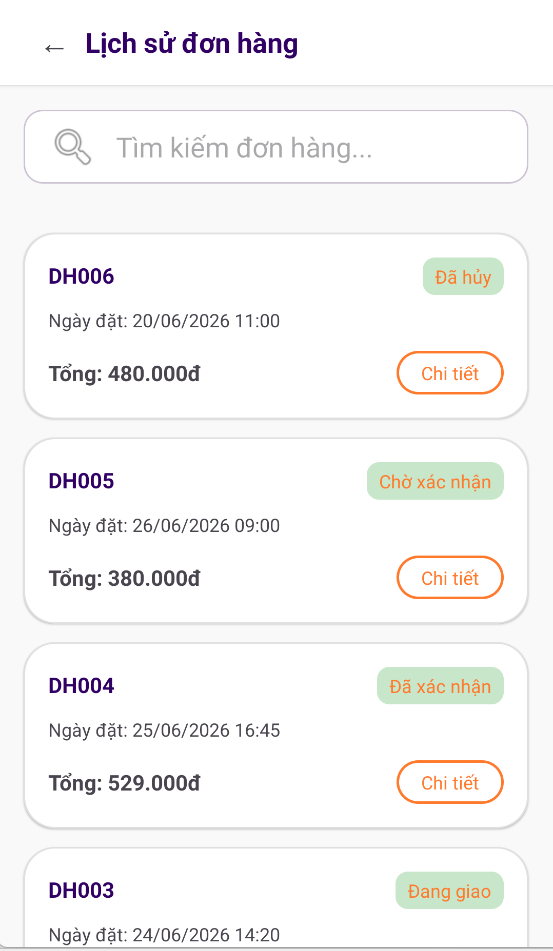 ← Lịch sử đơn hàng
Tìm kiếm đơn hàng...
DH006
Đã hủy
Ngày đặt: 20/06/2026 11:00
Tổng: 480.000đ
Chi tiết
DH005
Chờ xác nhận
Ngày đặt: 26/06/2026 09:00
Tổng: 380.000đ
Chi tiết
DH004
Đã xác nhận
Ngày đặt: 25/06/2026 16:45
Tổng: 529.000đ
Chi tiết
DH003
Đang giao
Ngày đặt: 24/06/2026 14:20